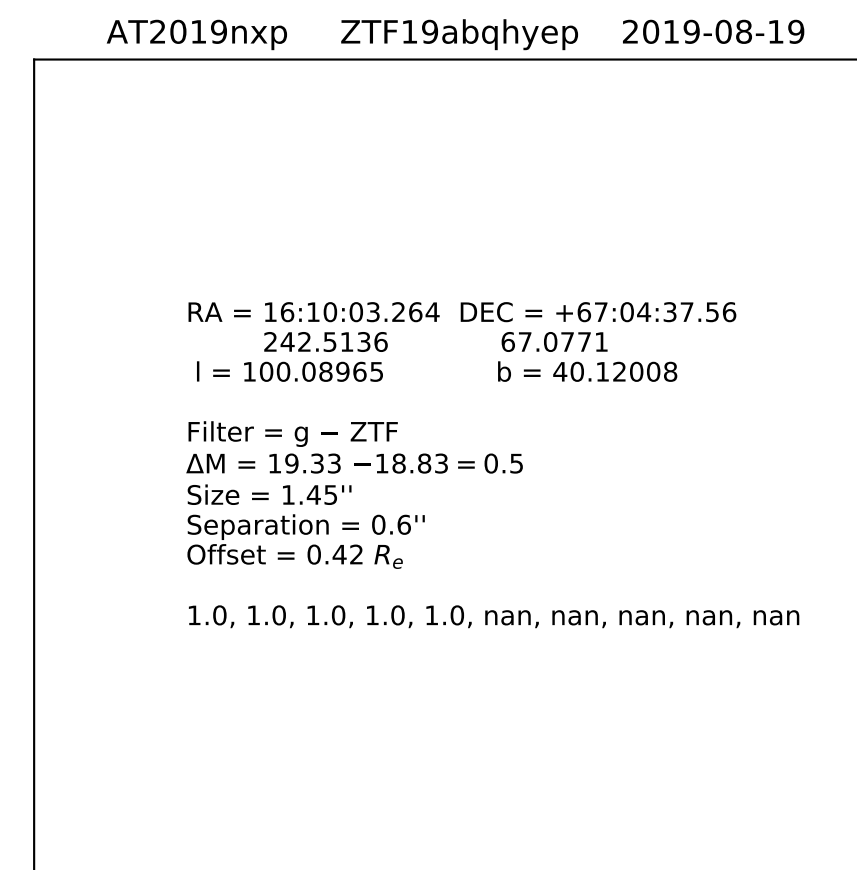 AT2019nxp ZTF19abqhyep 2019-08-19
RA = 16:10:03.264 DEC = +67:04:37.56
242.5136 67.0771
l = 100.08965 b = 40.12008
Filter = g − ZTF
ΔM = 19.33 −18.83 = 0.5
Size = 1.45''
Separation = 0.6''
Offset = 0.42 Rₑ
1.0, 1.0, 1.0, 1.0, 1.0, nan, nan, nan, nan, nan